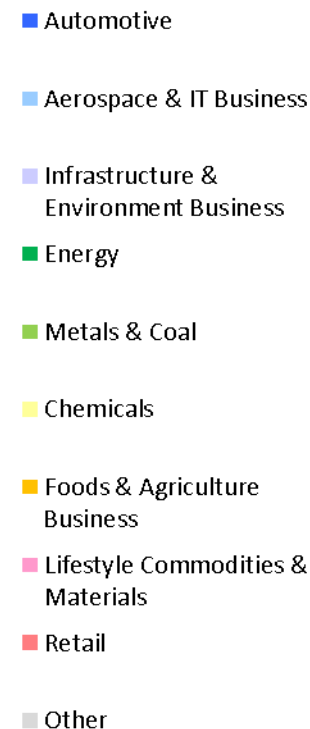 Automotive
Aerospace & IT Business
Infrastructure &
Environment Business
Energy
Metals & Coal
Chemicals
Foods & Agriculture
Business
Lifestyle Commodities &
Materials
Retail
Other